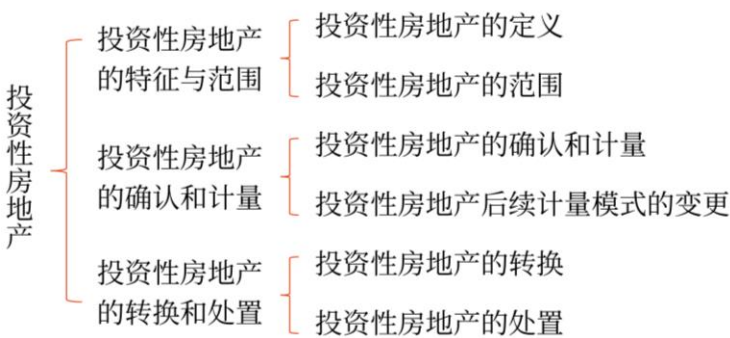 投资性房地产
投资性房地产
的特征与范围
投资性房地产的定义
投资性房地产的范围
投资性房地产
的确认和计量
投资性房地产的确认和计量
投资性房地产后续计量模式的变更
投资性房地产
的转换和处置
投资性房地产的转换
投资性房地产的处置